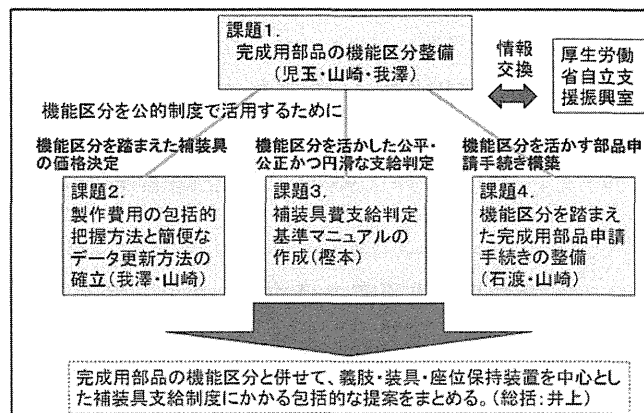 課題1.
完成用部品の機能区分整備
(児玉・山崎・我澤)
情報
交換
厚生労働
省自立支
援振興室
機能区分を公的制度で活用するために
機能区分を踏まえた補装具
の価格決定
機能区分を活かした公平・
公正かつ円滑な支給判定
機能区分を活かす部品申
請手続き構築
課題2.
製作費用の包括的
把握方法と簡便な
データ更新方法の
確立(我澤・山崎)
課題3.
補装具費支給判定
基準マニュアルの
作成(樫本)
課題4.
機能区分を踏まえ
た完成用部品申請
手続きの整備
(石渡・山崎)
完成用部品の機能区分と併せて、義肢・装具・座位保持装置を中心とし
た補装具支給制度にかかる包括的な提案をまとめる。(総括:井上)